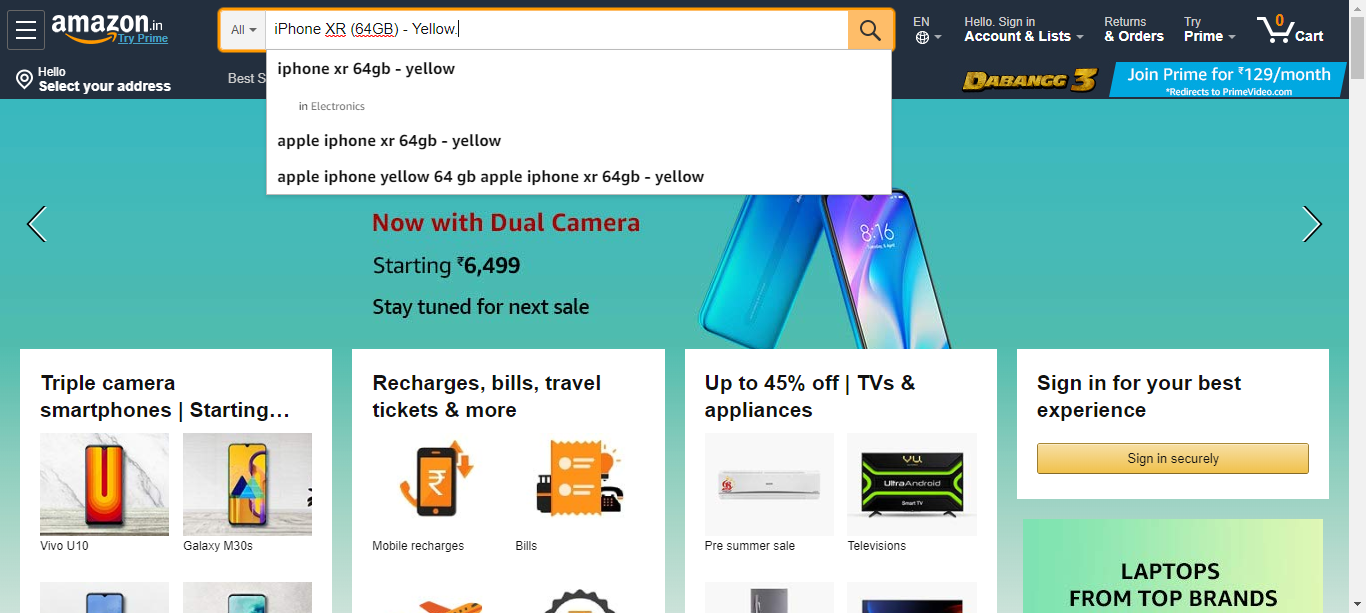 amazon.in
Try Prime
All
iPhone XR (64GB) - Yellow.
EN
Hello. Sign in
Account & Lists
Returns
& Orders
Try
Prime
0
Cart
Hello
Select your address
Best S
DABANGG 3
Join Prime for ₹129/month
*Redirects to PrimeVideo.com
iphone xr 64gb - yellow
in Electronics
apple iphone xr 64gb - yellow
apple iphone yellow 64 gb apple iphone xr 64gb - yellow
Now with Dual Camera
Starting ₹6,499
Stay tuned for next sale
8:16
Triple camera
smartphones | Starting…
Vivo U10
Galaxy M30s
Recharges, bills, travel
tickets & more
₹
Mobile recharges
Bills
Up to 45% off | TVs &
appliances
VU
UltraAndroid
Smart TV
Pre summer sale
Televisions
Sign in for your best
experience
Sign in securely
LAPTOPS
FROM TOP BRANDS